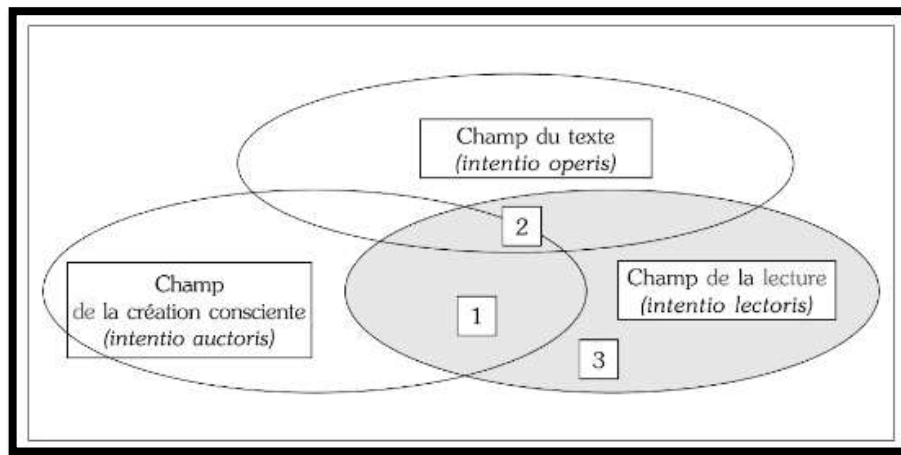 Champ du texte
(intentio operis)
2
Champ
de la création consciente
(intentio auctoris)
Champ de la lecture
(intentio lectoris)
1
3